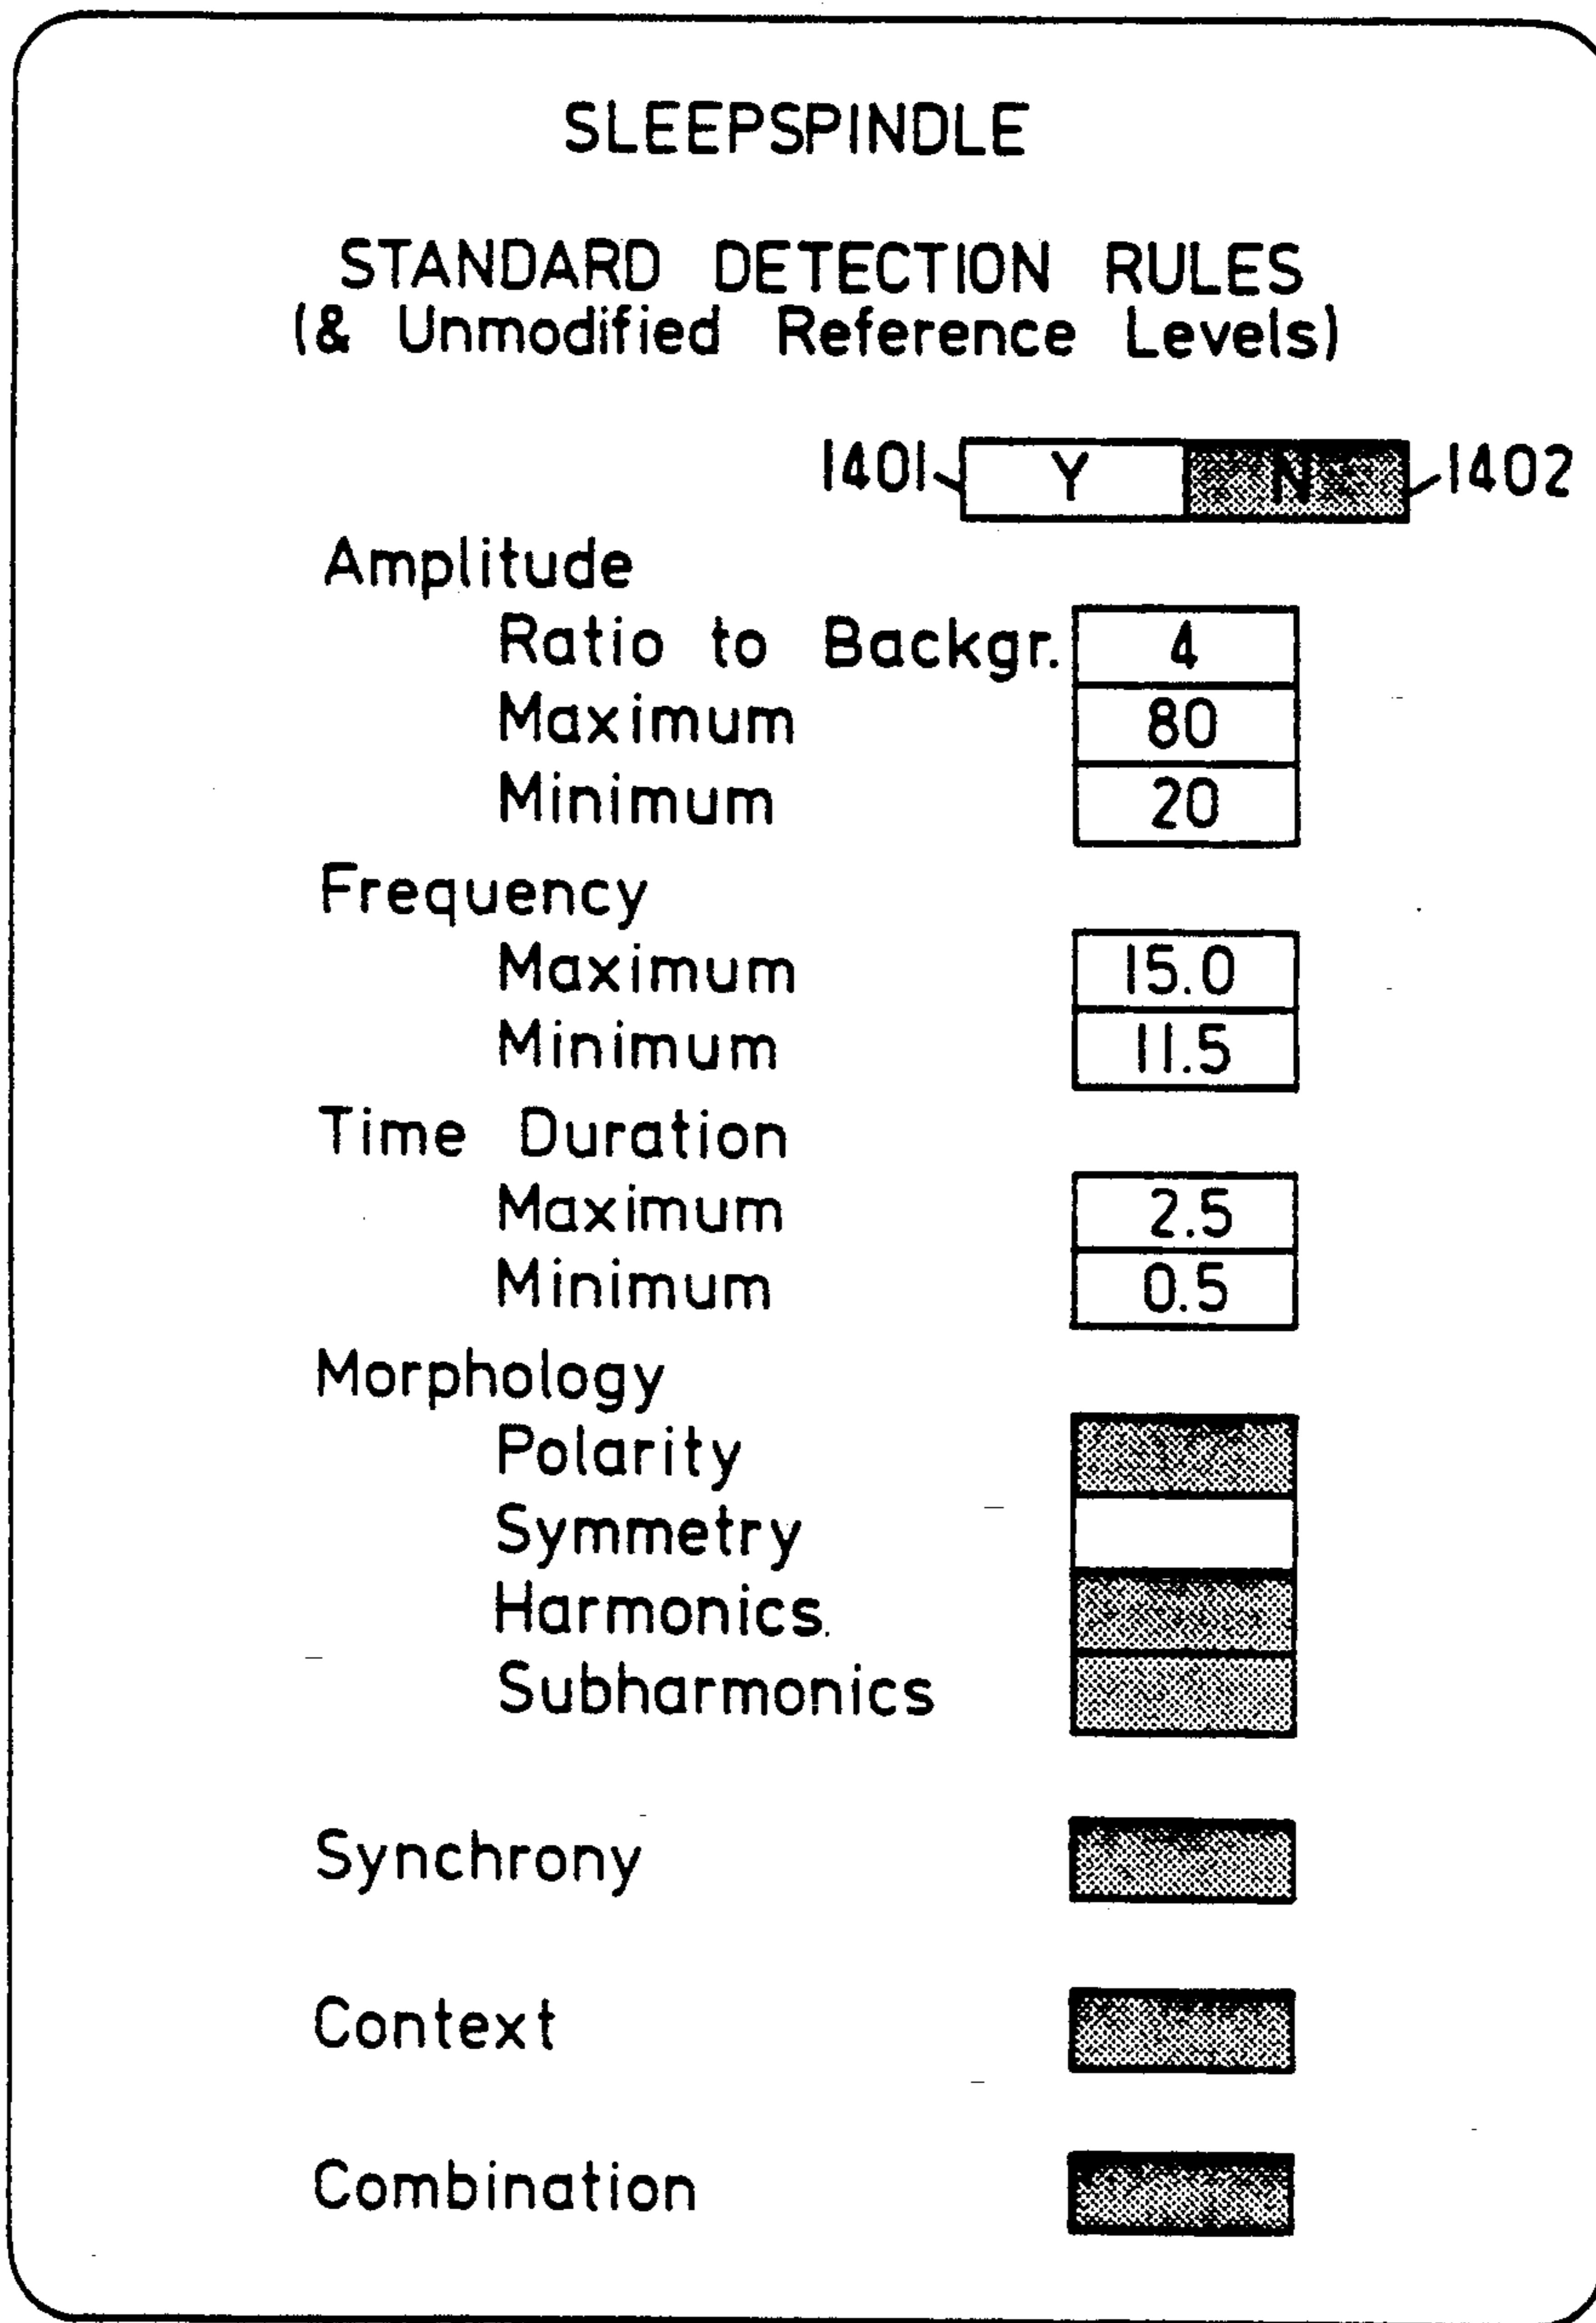 SLEEPSPINDLE
STANDARD DETECTION RULES
(& Unmodified Reference Levels)
1401 Y N 1402
Amplitude
Ratio to Backgr. 4
Maximum 80
Minimum 20
Frequency
Maximum 15.0
Minimum 11.5
Time Duration
Maximum 2.5
Minimum 0.5
Morphology
Polarity
Symmetry
Harmonics
Subharmonics
Synchrony
Context
Combination